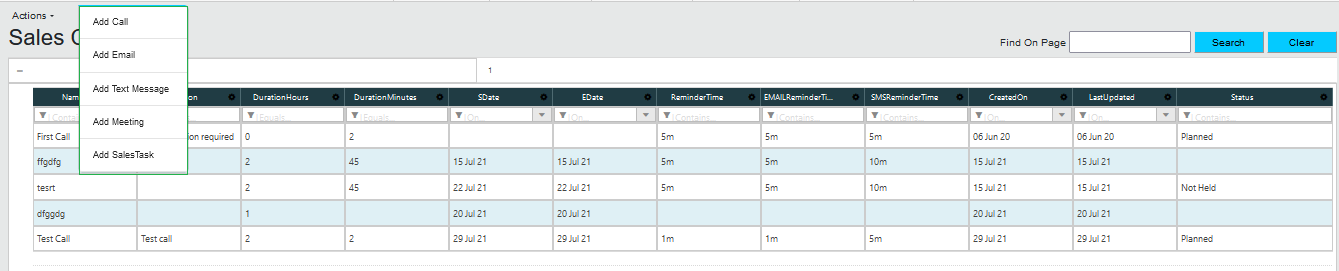 Actions
Add Call
Add Email
Add Text Message
Add Meeting
Add SalesTask
Sales
Find On Page
Search
Clear
1
DurationHours DurationMinutes SDate EDate ReminderTime EMAILReminderTi... SMSReminderTime CreatedOn LastUpdated Status
Equals... Equals... On... On... Contains... Contains... Contains... On... On... Contains...
First Call on required 0 2 5m 5m 5m 06 Jun 20 06 Jun 20 Planned
ffgdfg 2 45 15 Jul 21 15 Jul 21 5m 5m 10m 15 Jul 21 15 Jul 21
tesrt 2 45 22 Jul 21 22 Jul 21 5m 5m 10m 15 Jul 21 15 Jul 21 Not Held
dfggdg 1 20 Jul 21 20 Jul 21 20 Jul 21 20 Jul 21
Test Call Test call 2 2 29 Jul 21 29 Jul 21 1m 1m 5m 29 Jul 21 29 Jul 21 Planned